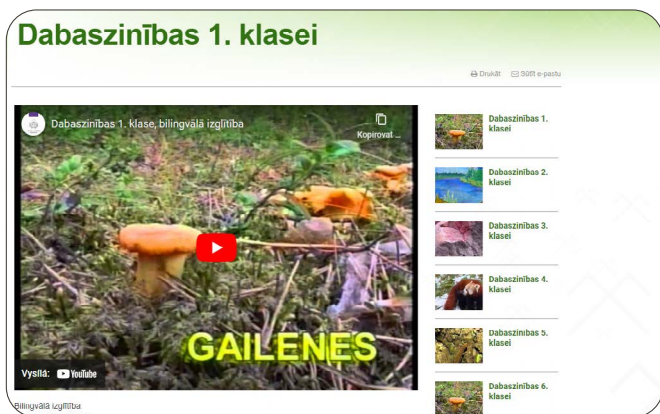 Dabaszinības 1. klasei
Drukāt Sūtīt e-pastu
Dabaszinības 1. klase, bilingvālā izglītība
Kopírovat ...
GAILENES
Vysílá: YouTube
Bilingvālā izglītība
Dabaszinības 1.
klasei
Dabaszinības 2.
klasei
Dabaszinības 3.
klasei
Dabaszinības 4.
klasei
Dabaszinības 5.
klasei
Dabaszinības 6.
klasei